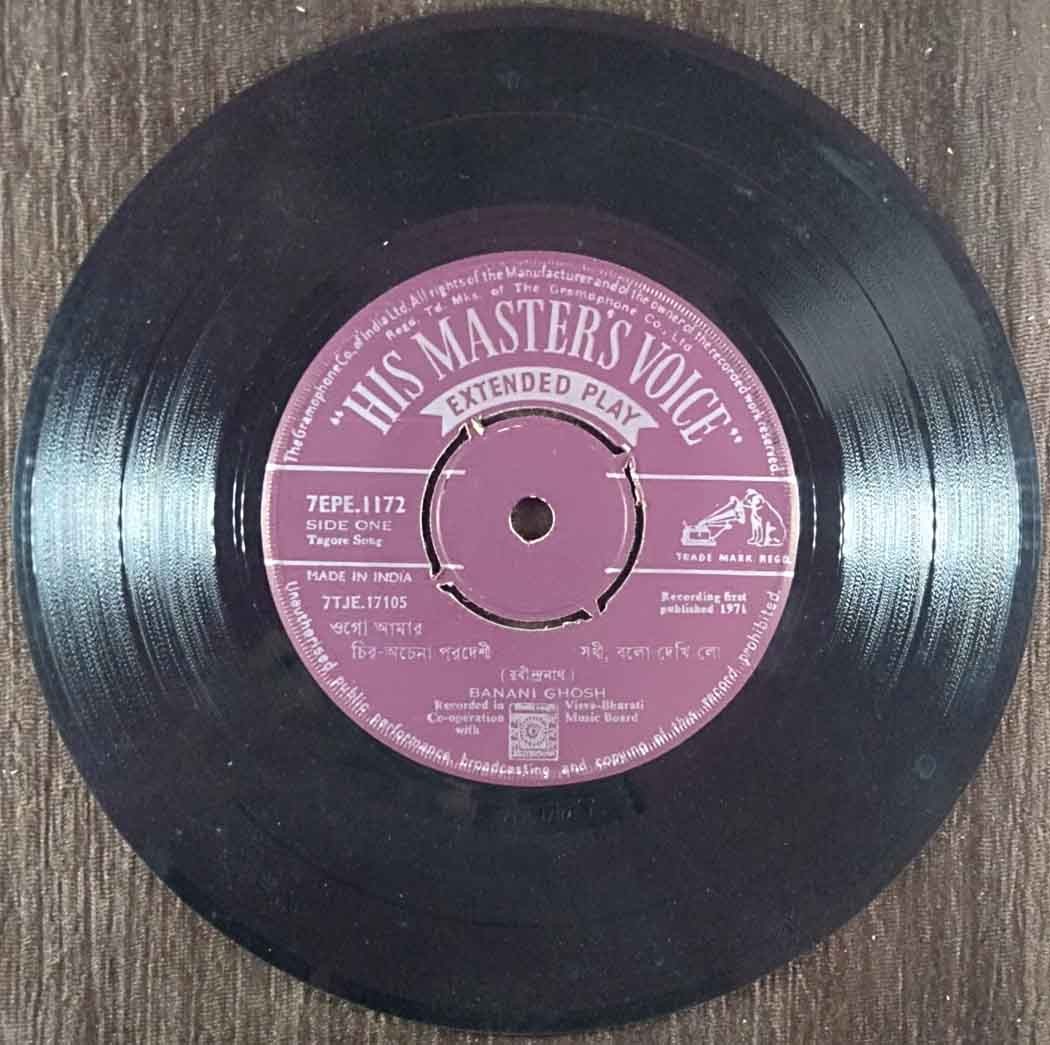 The Gramophone Co. of India Ltd. All rights of the Manufacturer and of the owner of the recorded work reserved.
Regd. Td. Mks. of The Gramophone Co., Ltd
"HIS MASTER'S VOICE"
EXTENDED PLAY
7EPE.1172
SIDE ONE
Tagore Song
TRADE MARK REGD.
MADE IN INDIA
7TJE.17105
Recording first
published 1971
ওগো আমার
চির-অচেনা পরদেশী
সখী, বলো দেখি লো
(রবীন্দ্রনাথ)
BANANI GHOSH
Recorded in Visva-Bharati
Co-operation Music Board
with
Unauthorised public performance, broadcasting and copying of this record prohibited.